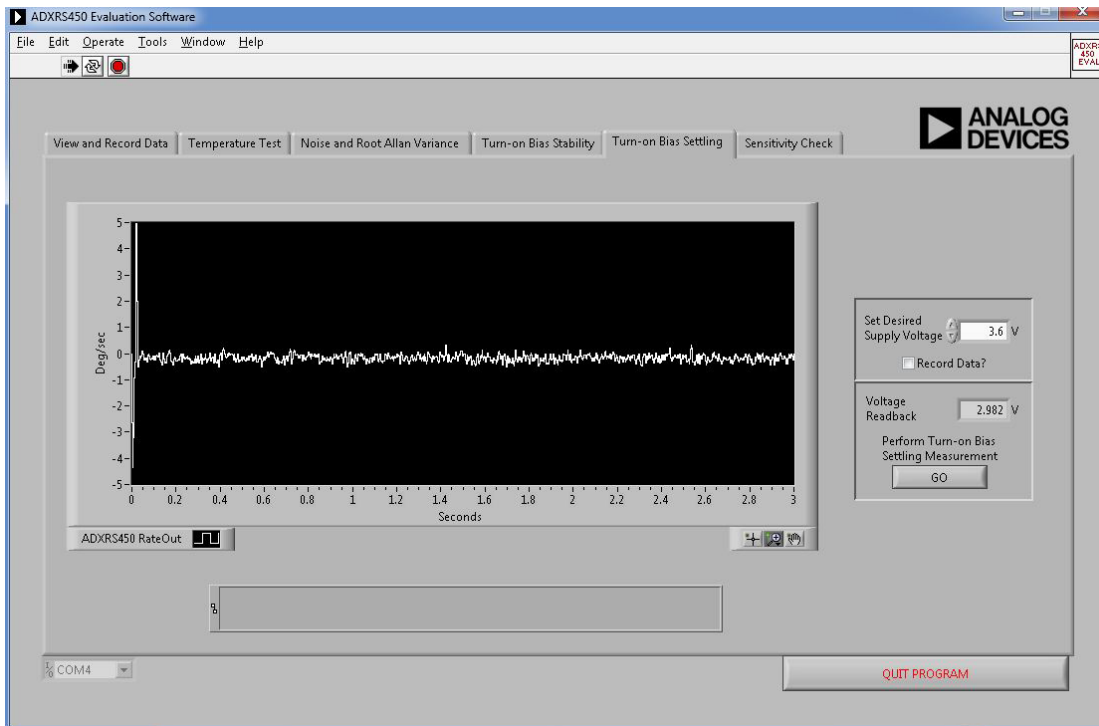 ADXRS450 Evaluation Software
File Edit Operate Tools Window Help
ADXR
450
EVAL
ANALOG
DEVICES
View and Record Data Temperature Test Noise and Root Allan Variance Turn-on Bias Stability Turn-on Bias Settling Sensitivity Check
5
4
3
2
1
0
-1
-2
-3
-4
-5
Deg/sec
0 0.2 0.4 0.6 0.8 1 1.2 1.4 1.6 1.8 2 2.2 2.4 2.6 2.8 3
Seconds
ADXRS450 RateOut
Set Desired
Supply Voltage 3.6 V
Record Data?
Voltage
Readback 2.982 V
Perform Turn-on Bias
Settling Measurement
GO
COM4
QUIT PROGRAM